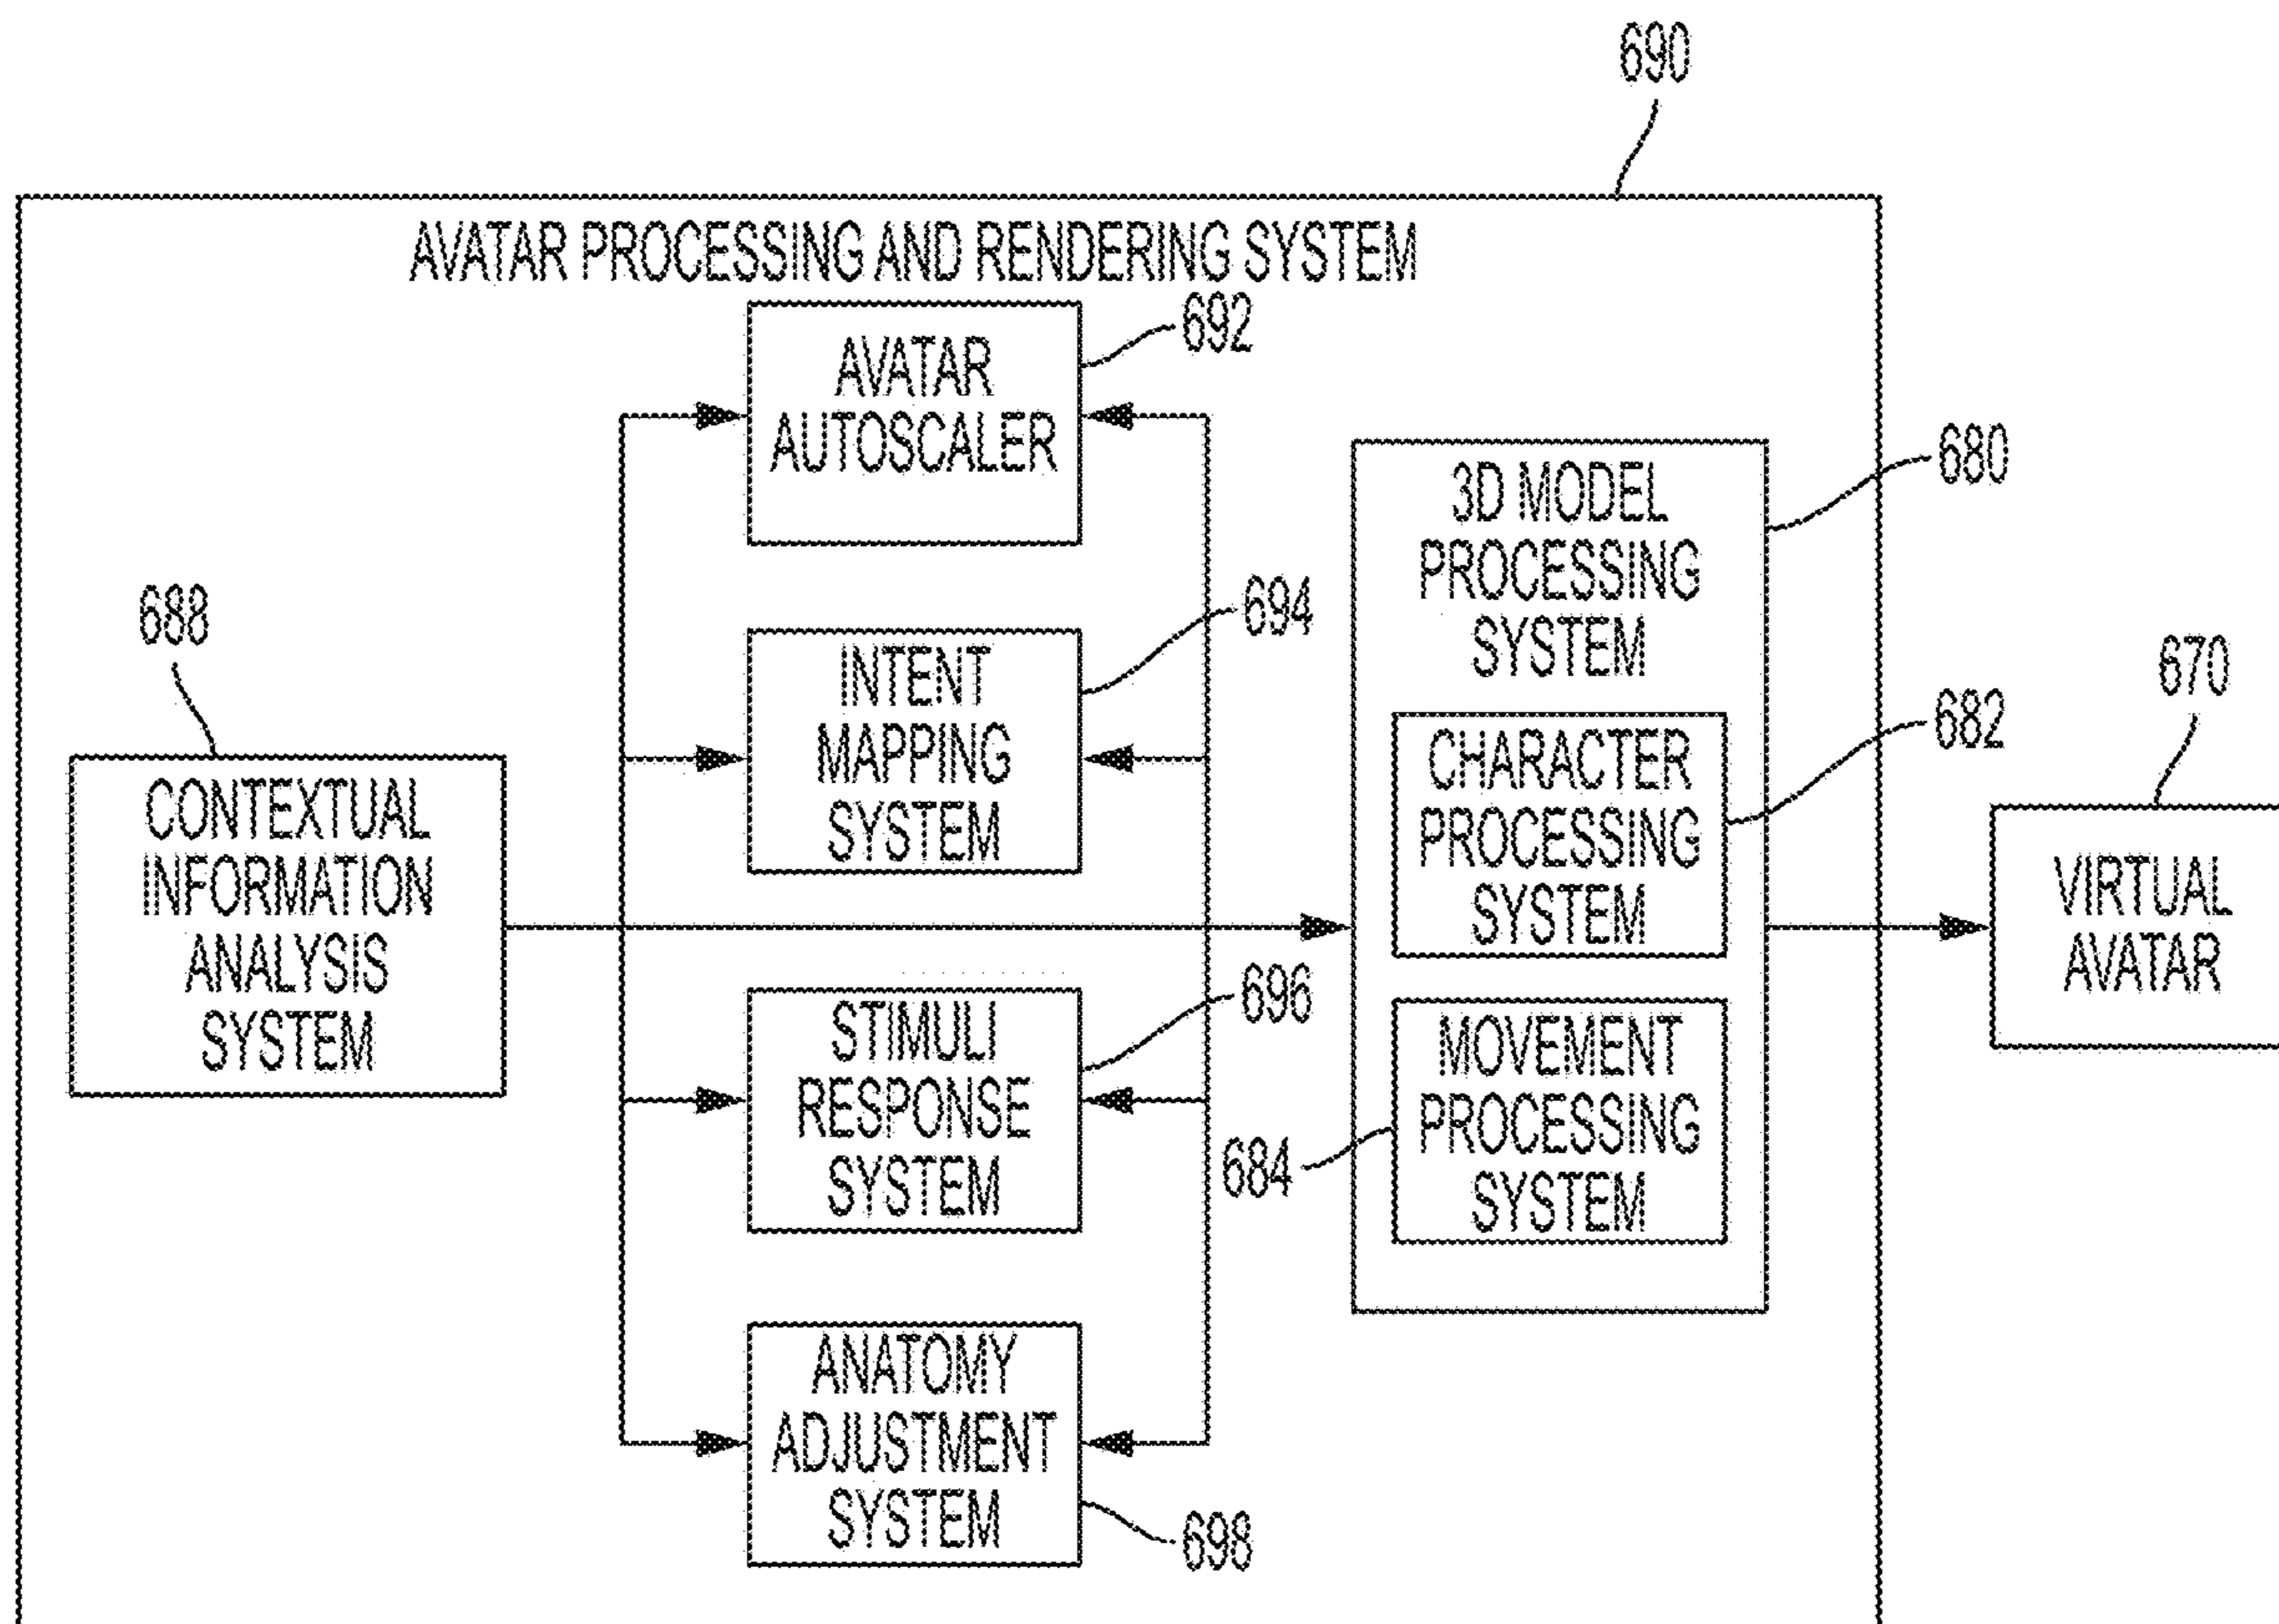 690
AVATAR PROCESSING AND RENDERING SYSTEM
692
AVATAR
AUTOSCALER
694
INTENT
MAPPING
SYSTEM
688
CONTEXTUAL
INFORMATION
ANALYSIS
SYSTEM
696
STIMULI
RESPONSE
SYSTEM
ANATOMY
ADJUSTMENT
SYSTEM
698
680
3D MODEL
PROCESSING
SYSTEM
682
CHARACTER
PROCESSING
SYSTEM
684
MOVEMENT
PROCESSING
SYSTEM
670
VIRTUAL
AVATAR